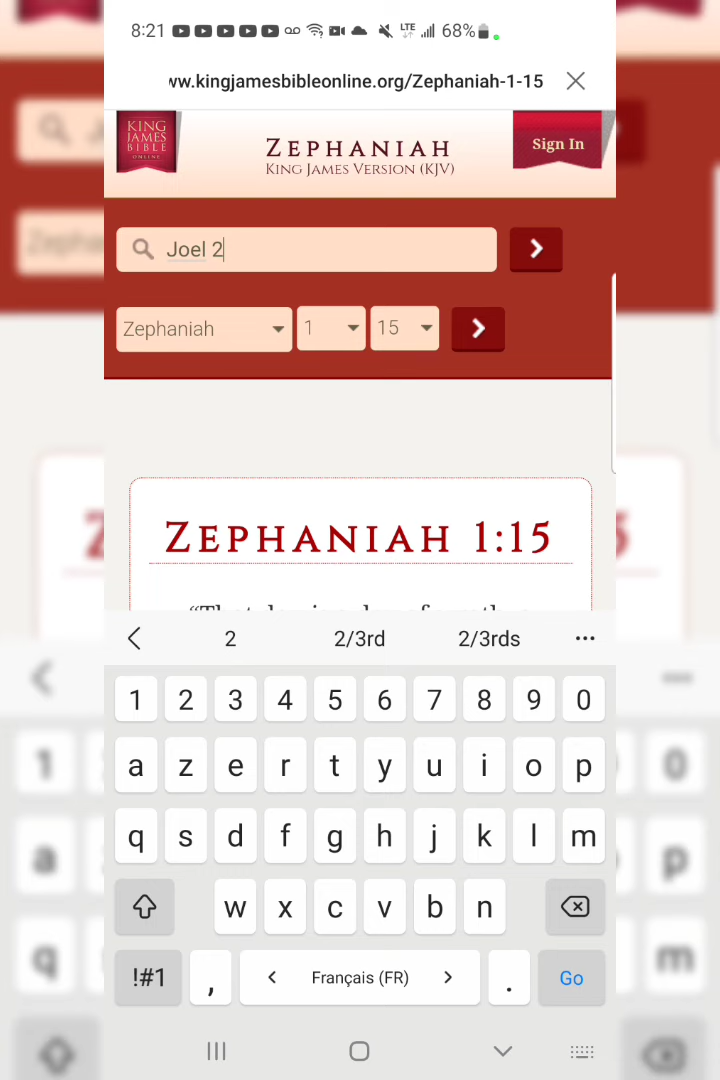 8:21 LTE 68%
ww.kingjamesbibleonline.org/Zephaniah-1-15
KING
JAMES
BIBLE
ONLINE
ZEPHANIAH
KING JAMES VERSION (KJV)
Sign In
Joel 2
Zephaniah 1 15
ZEPHANIAH 1:15
2 2/3rd 2/3rds
1 2 3 4 5 6 7 8 9 0
a z e r t y u i o p
q s d f g h j k l m
w x c v b n
!#1 , < Français (FR) > . Go